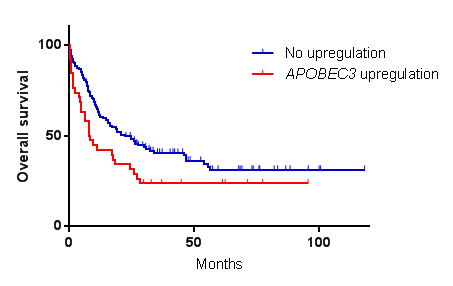 100
50
0
Overall survival
No upregulation
APOBEC3 upregulation
0 50 100
Months